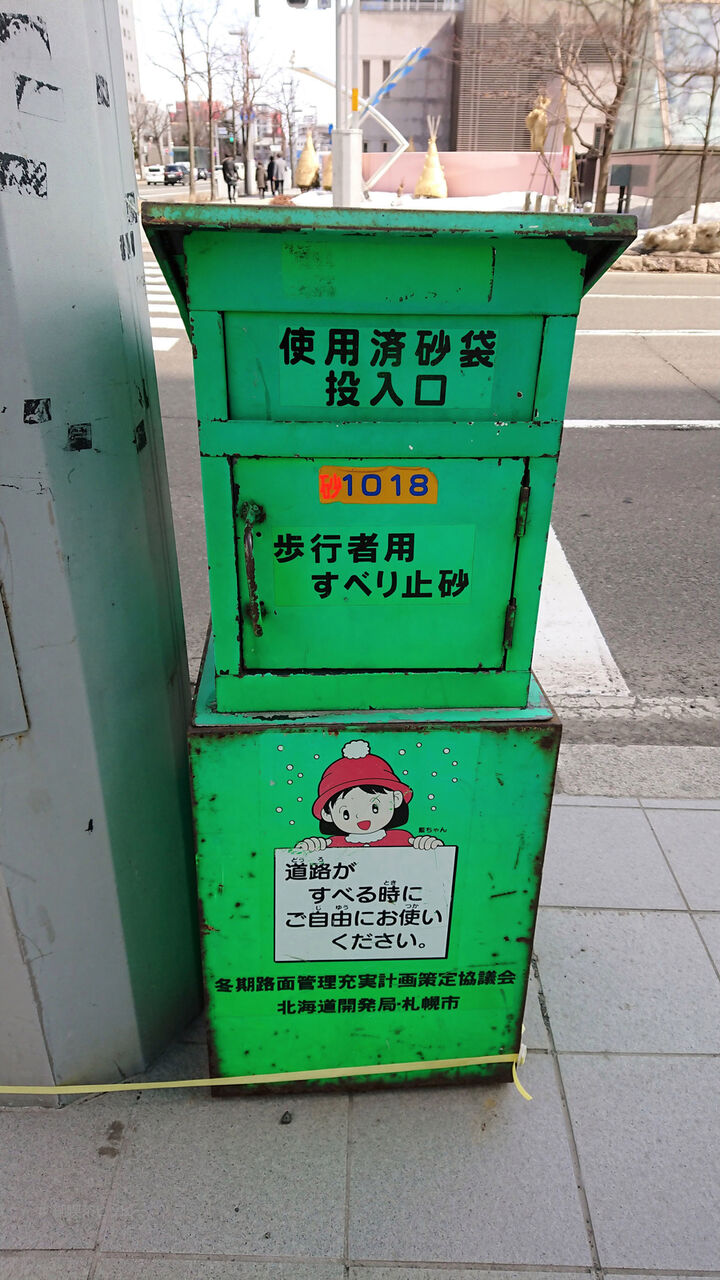 使用済砂袋
投入口
砂1018
歩行者用
すべり止砂
道路が
すべる時に
ご自由にお使い
ください。
冬期路面管理充実計画策定協議会
北海道開発局・札幌市